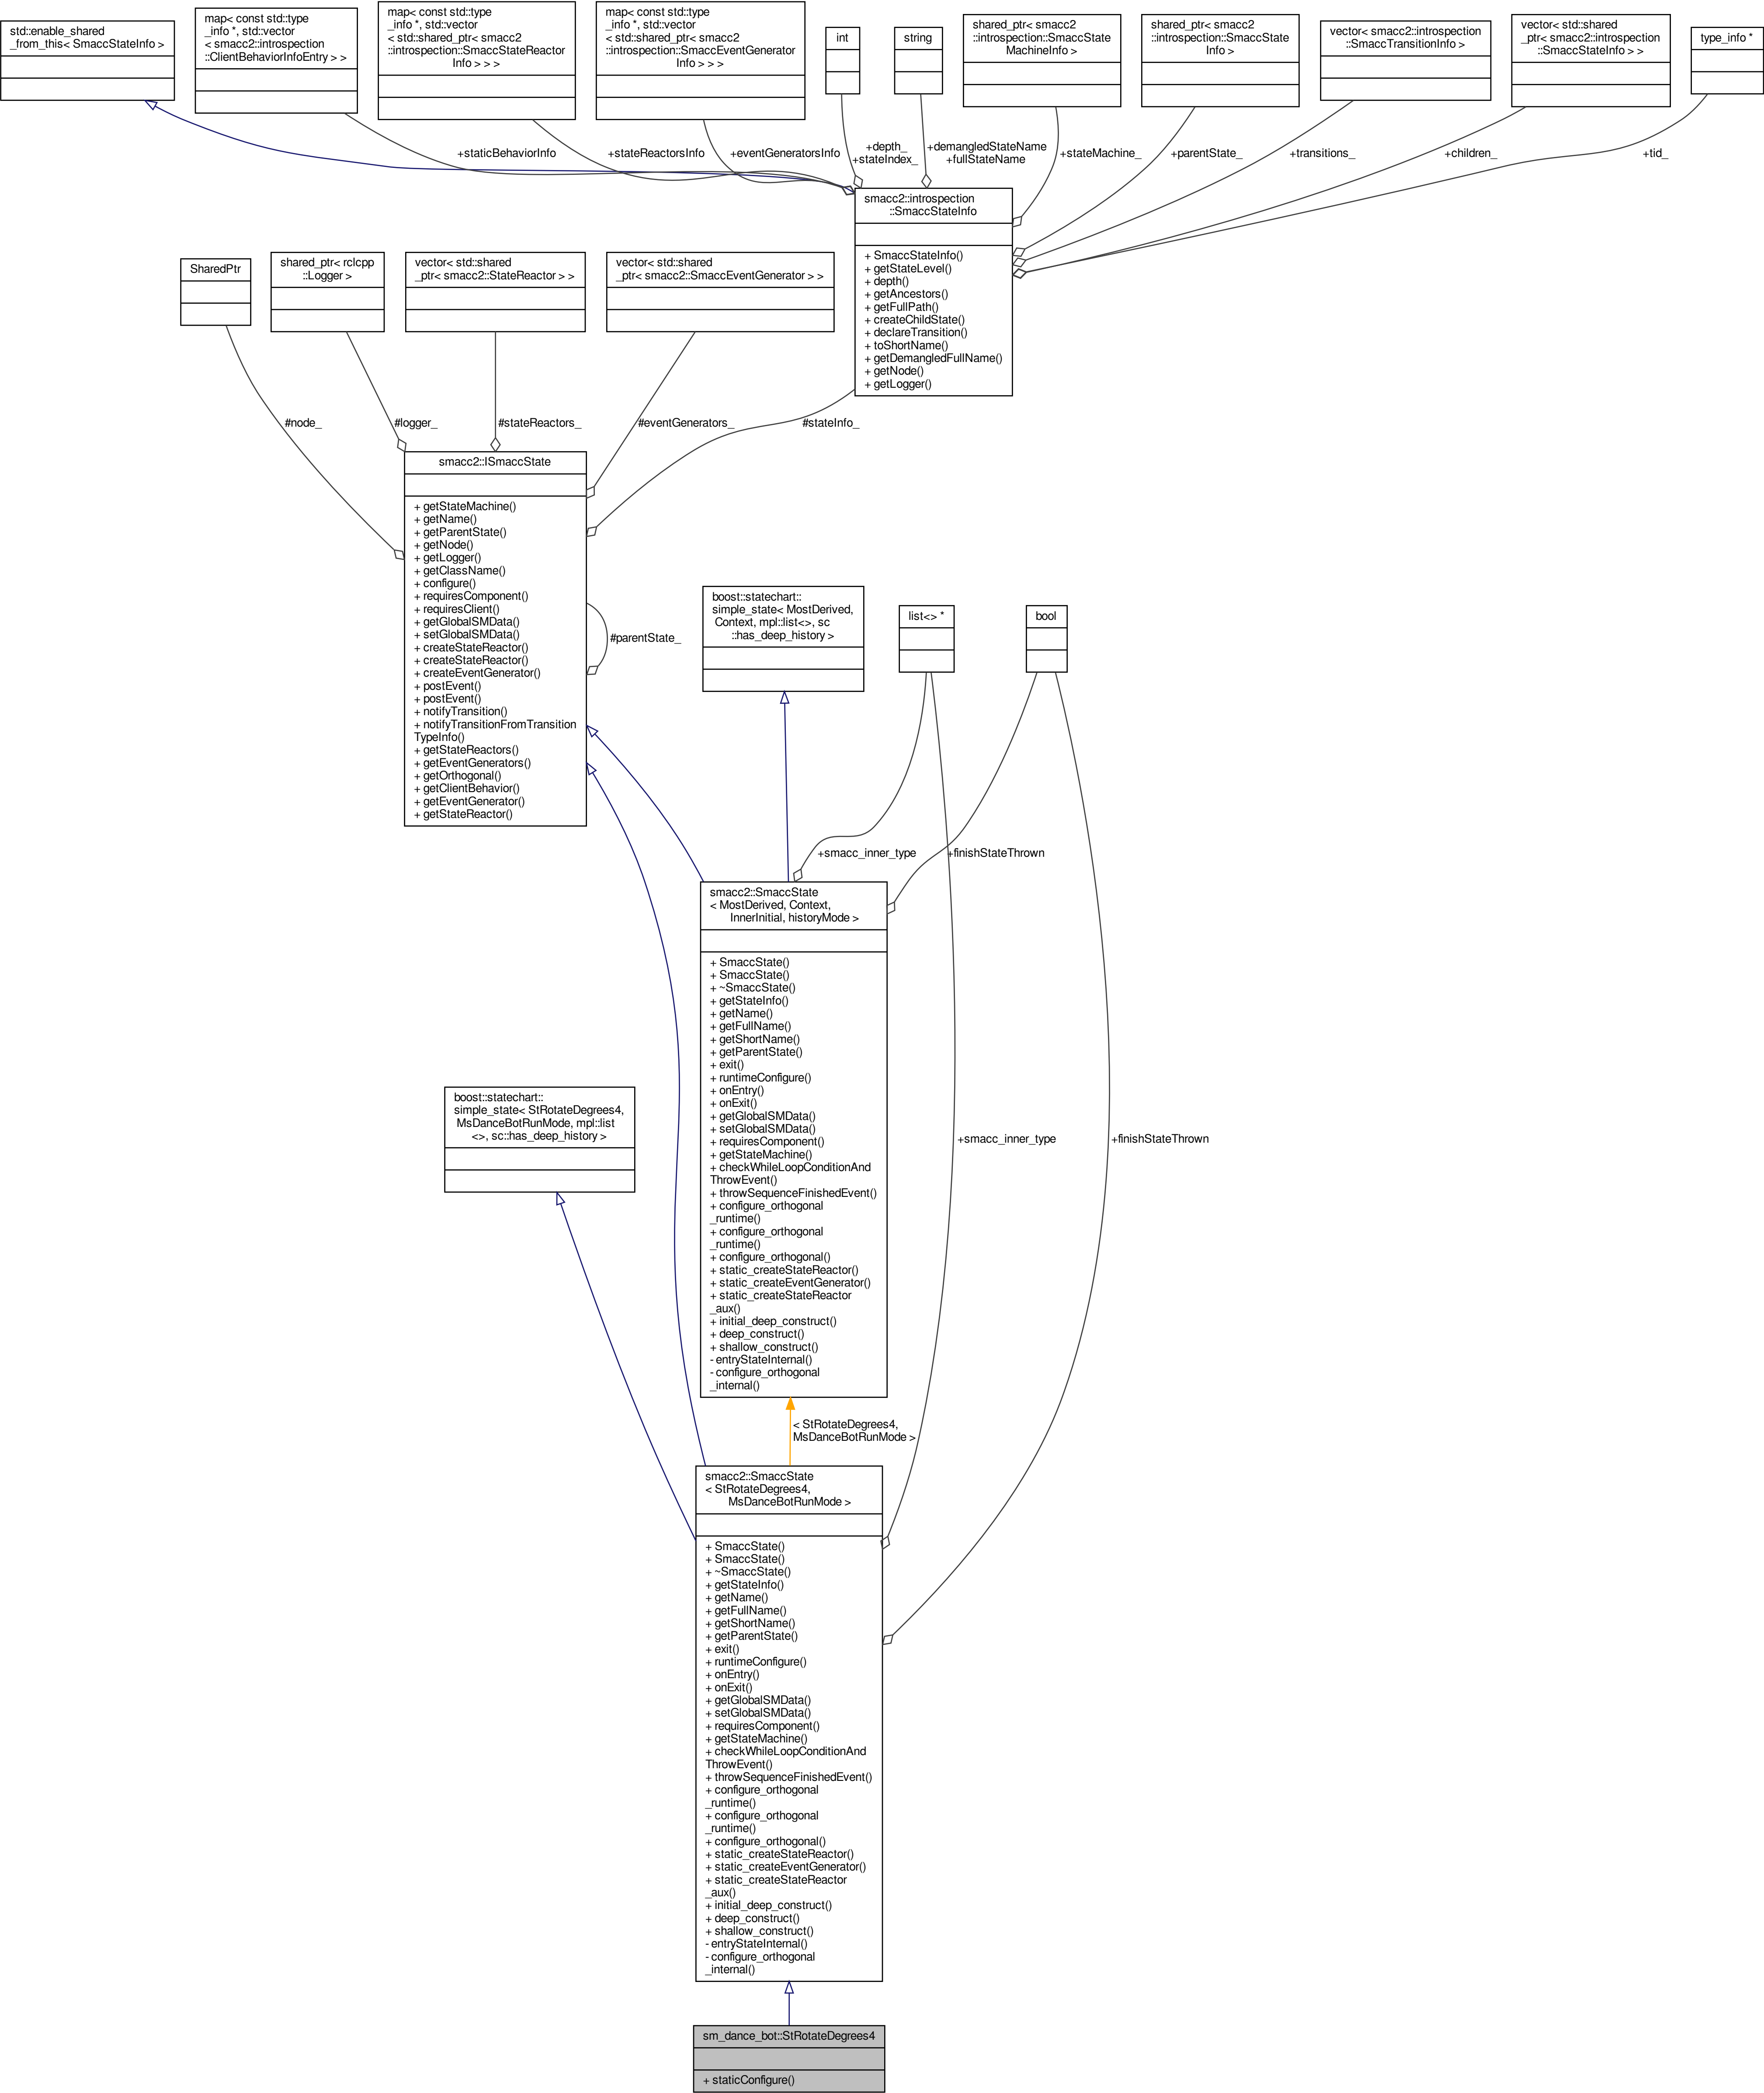 std::enable_shared
_from_this< SmaccStateInfo >
map< const std::type
_info *, std::vector
< smacc2::introspection
::ClientBehaviorInfoEntry > >
map< const std::type
_info *, std::vector
< std::shared_ptr< smacc2
::introspection::SmaccStateReactor
Info > > >
map< const std::type
_info *, std::vector
< std::shared_ptr< smacc2
::introspection::SmaccEventGenerator
Info > > >
int
string
shared_ptr< smacc2
::introspection::SmaccState
MachineInfo >
shared_ptr< smacc2
::introspection::SmaccState
Info >
vector< smacc2::introspection
::SmaccTransitionInfo >
vector< std::shared
_ptr< smacc2::introspection
::SmaccStateInfo > >
type_info *
+staticBehaviorInfo
+stateReactorsInfo
+eventGeneratorsInfo
+depth_
+stateIndex_
+demangledStateName
+fullStateName
+stateMachine_
+parentState_
+transitions_
+children_
+tid_
smacc2::introspection
::SmaccStateInfo
+ SmaccStateInfo()
+ getStateLevel()
+ depth()
+ getAncestors()
+ getFullPath()
+ createChildState()
+ declareTransition()
+ toShortName()
+ getDemangledFullName()
+ getNode()
+ getLogger()
SharedPtr
shared_ptr< rclcpp
::Logger >
vector< std::shared
_ptr< smacc2::StateReactor > >
vector< std::shared
_ptr< smacc2::SmaccEventGenerator > >
#node_
#logger_
#stateReactors_
#eventGenerators_
#stateInfo_
smacc2::ISmaccState
+ getStateMachine()
+ getName()
+ getParentState()
+ getNode()
+ getLogger()
+ getClassName()
+ configure()
+ requiresComponent()
+ requiresClient()
+ getGlobalSMData()
+ setGlobalSMData()
+ createStateReactor()
+ createStateReactor()
+ createEventGenerator()
+ postEvent()
+ postEvent()
+ notifyTransition()
+ notifyTransitionFromTransition
TypeInfo()
+ getStateReactors()
+ getEventGenerators()
+ getOrthogonal()
+ getClientBehavior()
+ getEventGenerator()
+ getStateReactor()
#parentState_
boost::statechart::
simple_state< MostDerived,
Context, mpl::list<>, sc
::has_deep_history >
list<> *
bool
+smacc_inner_type
+finishStateThrown
smacc2::SmaccState
< MostDerived, Context,
InnerInitial, historyMode >
+ SmaccState()
+ SmaccState()
+ ~SmaccState()
+ getStateInfo()
+ getName()
+ getFullName()
+ getShortName()
+ getParentState()
+ exit()
+ runtimeConfigure()
+ onEntry()
+ onExit()
+ getGlobalSMData()
+ setGlobalSMData()
+ requiresComponent()
+ getStateMachine()
+ checkWhileLoopConditionAnd
ThrowEvent()
+ throwSequenceFinishedEvent()
+ configure_orthogonal
_runtime()
+ configure_orthogonal
_runtime()
+ configure_orthogonal()
+ static_createStateReactor()
+ static_createEventGenerator()
+ static_createStateReactor
_aux()
+ initial_deep_construct()
+ deep_construct()
+ shallow_construct()
- entryStateInternal()
- configure_orthogonal
_internal()
boost::statechart::
simple_state< StRotateDegrees4,
MsDanceBotRunMode, mpl::list
<>, sc::has_deep_history >
+smacc_inner_type
+finishStateThrown
< StRotateDegrees4,
MsDanceBotRunMode >
smacc2::SmaccState
< StRotateDegrees4,
MsDanceBotRunMode >
+ SmaccState()
+ SmaccState()
+ ~SmaccState()
+ getStateInfo()
+ getName()
+ getFullName()
+ getShortName()
+ getParentState()
+ exit()
+ runtimeConfigure()
+ onEntry()
+ onExit()
+ getGlobalSMData()
+ setGlobalSMData()
+ requiresComponent()
+ getStateMachine()
+ checkWhileLoopConditionAnd
ThrowEvent()
+ throwSequenceFinishedEvent()
+ configure_orthogonal
_runtime()
+ configure_orthogonal
_runtime()
+ configure_orthogonal()
+ static_createStateReactor()
+ static_createEventGenerator()
+ static_createStateReactor
_aux()
+ initial_deep_construct()
+ deep_construct()
+ shallow_construct()
- entryStateInternal()
- configure_orthogonal
_internal()
sm_dance_bot::StRotateDegrees4
+ staticConfigure()